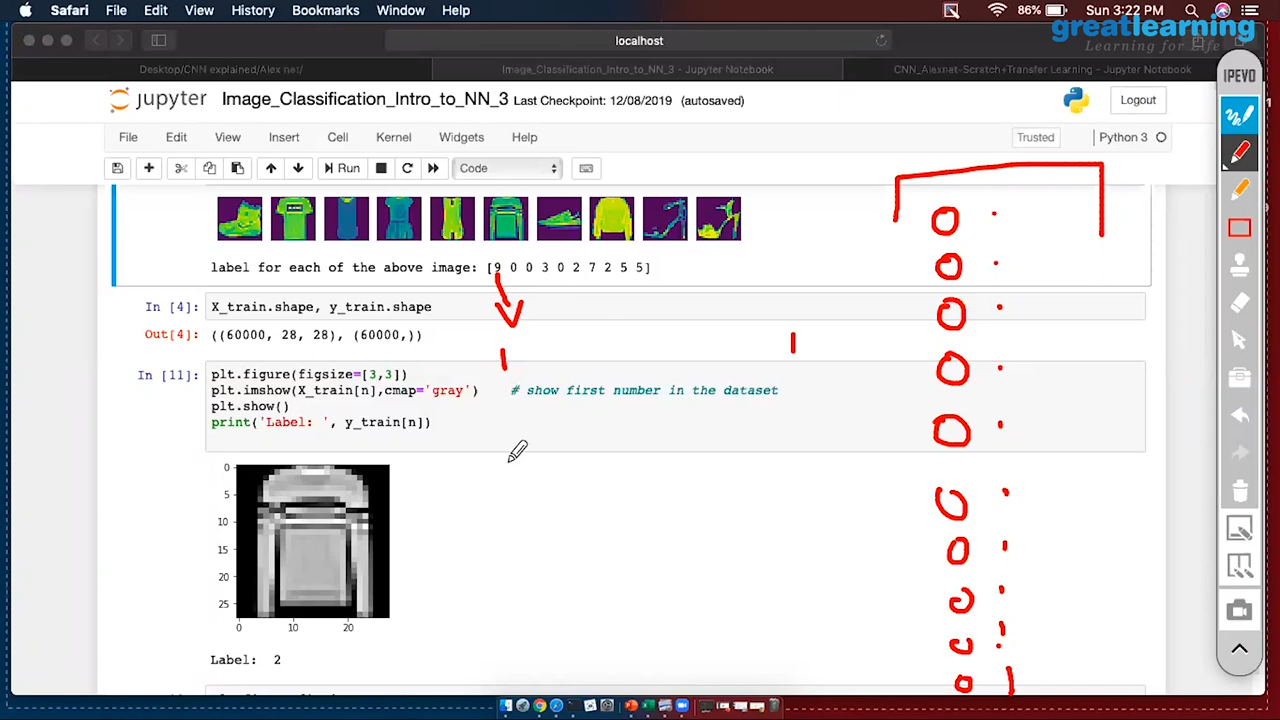 Safari File Edit View History Bookmarks Window Help 86% Sun 3:22 PM
greatlearning
Learning for Life
localhost
Desktop/CNN explained/Alex net/ Image_Classification_Intro_to_NN_3 - Jupyter Notebook CNN_Alexnet-Scratch+Transfer Learning - Jupyter Notebook
IPEVO
jupyter Image_Classification_Intro_to_NN_3 Last Checkpoint: 12/08/2019 (autosaved) Logout
File Edit View Insert Cell Kernel Widgets Help Trusted Python 3
Run Code
label for each of the above image: [9 0 0 3 0 2 7 2 5 5]
In [4]: X_train.shape, y_train.shape
Out[4]: ((60000, 28, 28), (60000,))
In [11]: plt.figure(figsize=[3,3])
plt.imshow(X_train[n],cmap='gray') # show first number in the dataset
plt.show()
print('Label: ', y_train[n])
0
5
10
15
20
25
0 10 20
Label: 2